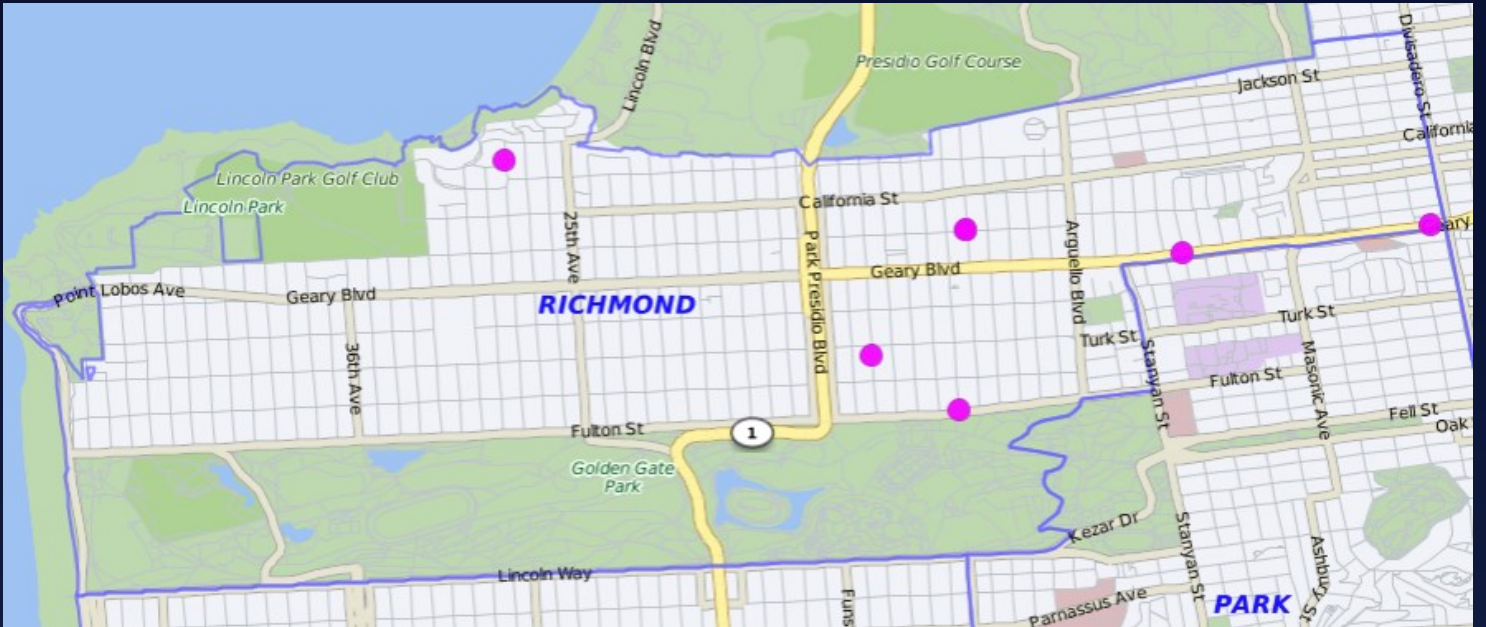 Lincoln Blvd
Presidio Golf Course
Divisadero St
Jackson St
California
Lincoln Park Golf Club
Lincoln Park
25th Ave
California St
Park Presidio Blvd
Arguello Blvd
Geary Blvd
eary
Point Lobos Ave
Geary Blvd
RICHMOND
Turk St
Turk St
36th Ave
Stanyan St
Masonic Ave
Fulton St
Fell St
Oak
Fulton St
1
Golden Gate
Park
Kezar Dr
Stanyan St
Ashbury St
Lincoln Way
Funs
Parnassus Ave
PARK